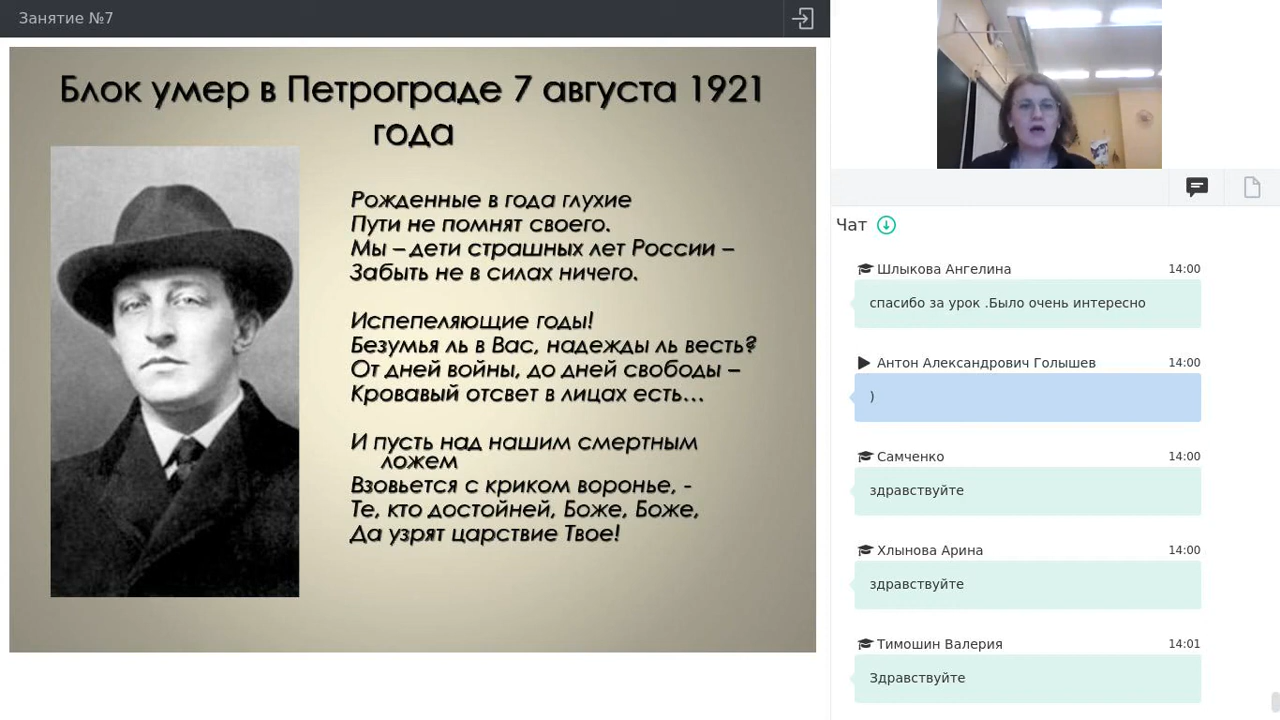 Занятие №7
Блок умер в Петрограде 7 августа 1921
года
Рожденные в года глухие
Пути не помнят своего.
Мы – дети страшных лет России –
Забыть не в силах ничего.
Испепеляющие годы!
Безумья ль в Вас, надежды ль весть?
От дней войны, до дней свободы –
Кровавый отсвет в лицах есть...
И пусть над нашим смертным
ложем
Взовьется с криком воронье, -
Те, кто достойней, Боже, Боже,
Да узрят царствие Твое!
Чат
Шлыкова Ангелина 14:00
спасибо за урок .Было очень интересно
Антон Александрович Голышев 14:00
)
Самченко 14:00
здравствуйте
Хлынова Арина 14:00
здравствуйте
Тимошин Валерия 14:01
Здравствуйте